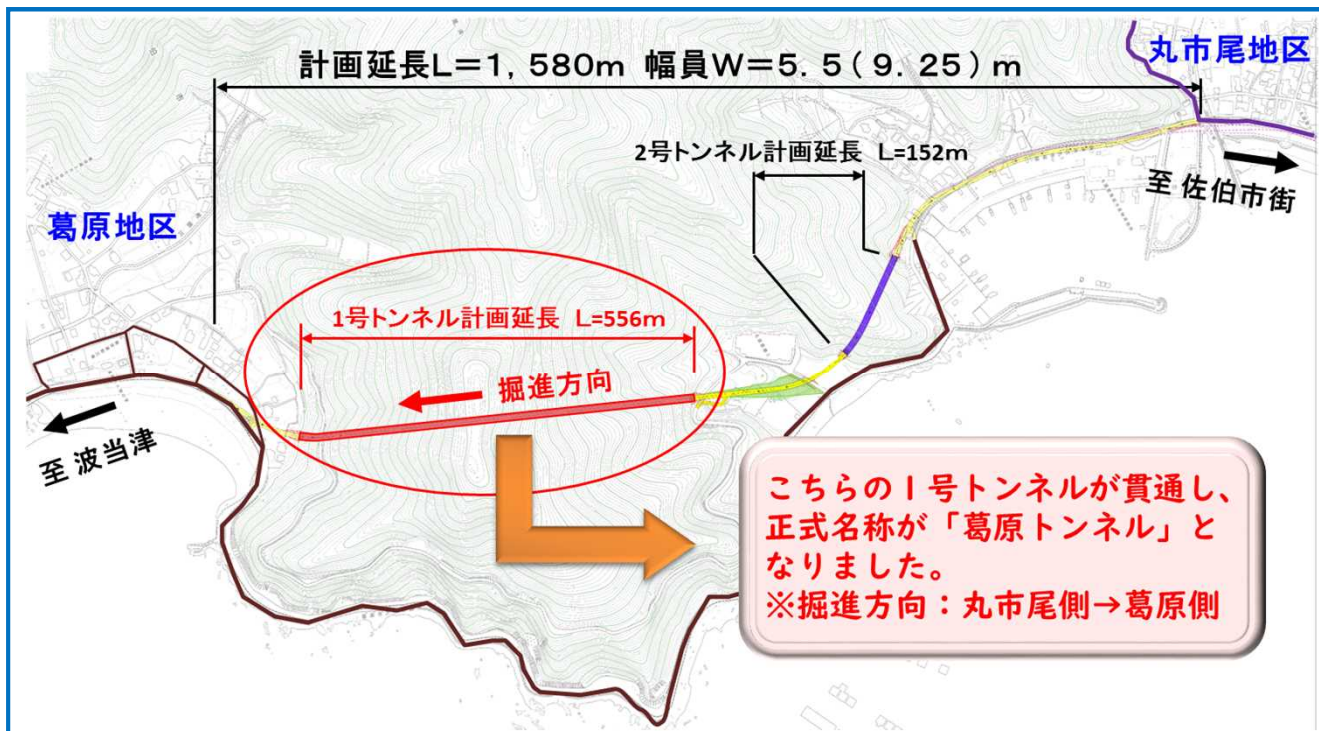 計画延長L=1,580m 幅員W=5.5(9.25)m
丸市尾地区
2号トンネル計画延長 L=152m
至 佐伯市街
葛原地区
1号トンネル計画延長 L=556m
掘進方向
至 波当津
こちらの1号トンネルが貫通し、
正式名称が「葛原トンネル」と
なりました。
※掘進方向:丸市尾側→葛原側